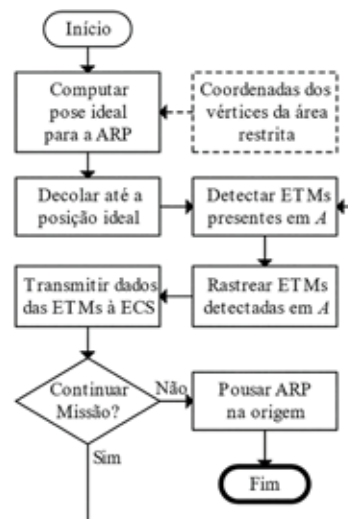 Início
Computar
pose ideal
para a ARP
Coordenadas dos
vértices da área
restrita
Decolar até a
posição ideal
Detectar ETMs
presentes em A
Transmitir dados
das ETMs à ECS
Rastrear ETMs
detectadas em A
Continuar
Missão?
Não
Pousar ARP
na origem
Sim
Fim